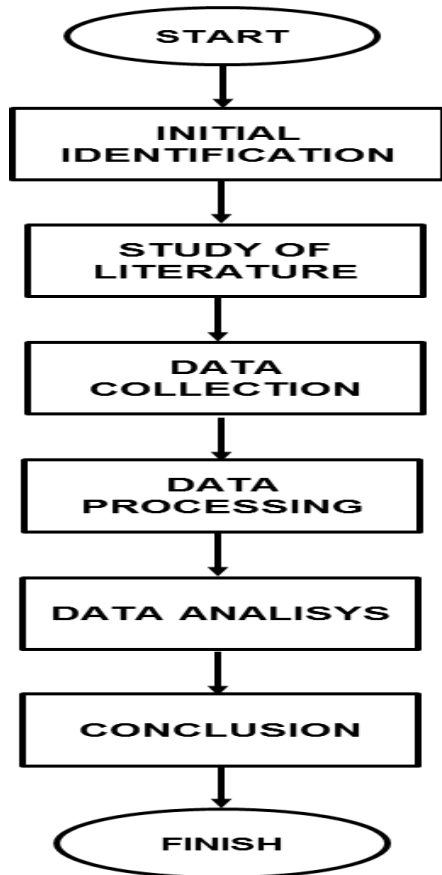 START
INITIAL
IDENTIFICATION
STUDY OF
LITERATURE
DATA
COLLECTION
DATA
PROCESSING
DATA ANALISYS
CONCLUSION
FINISH